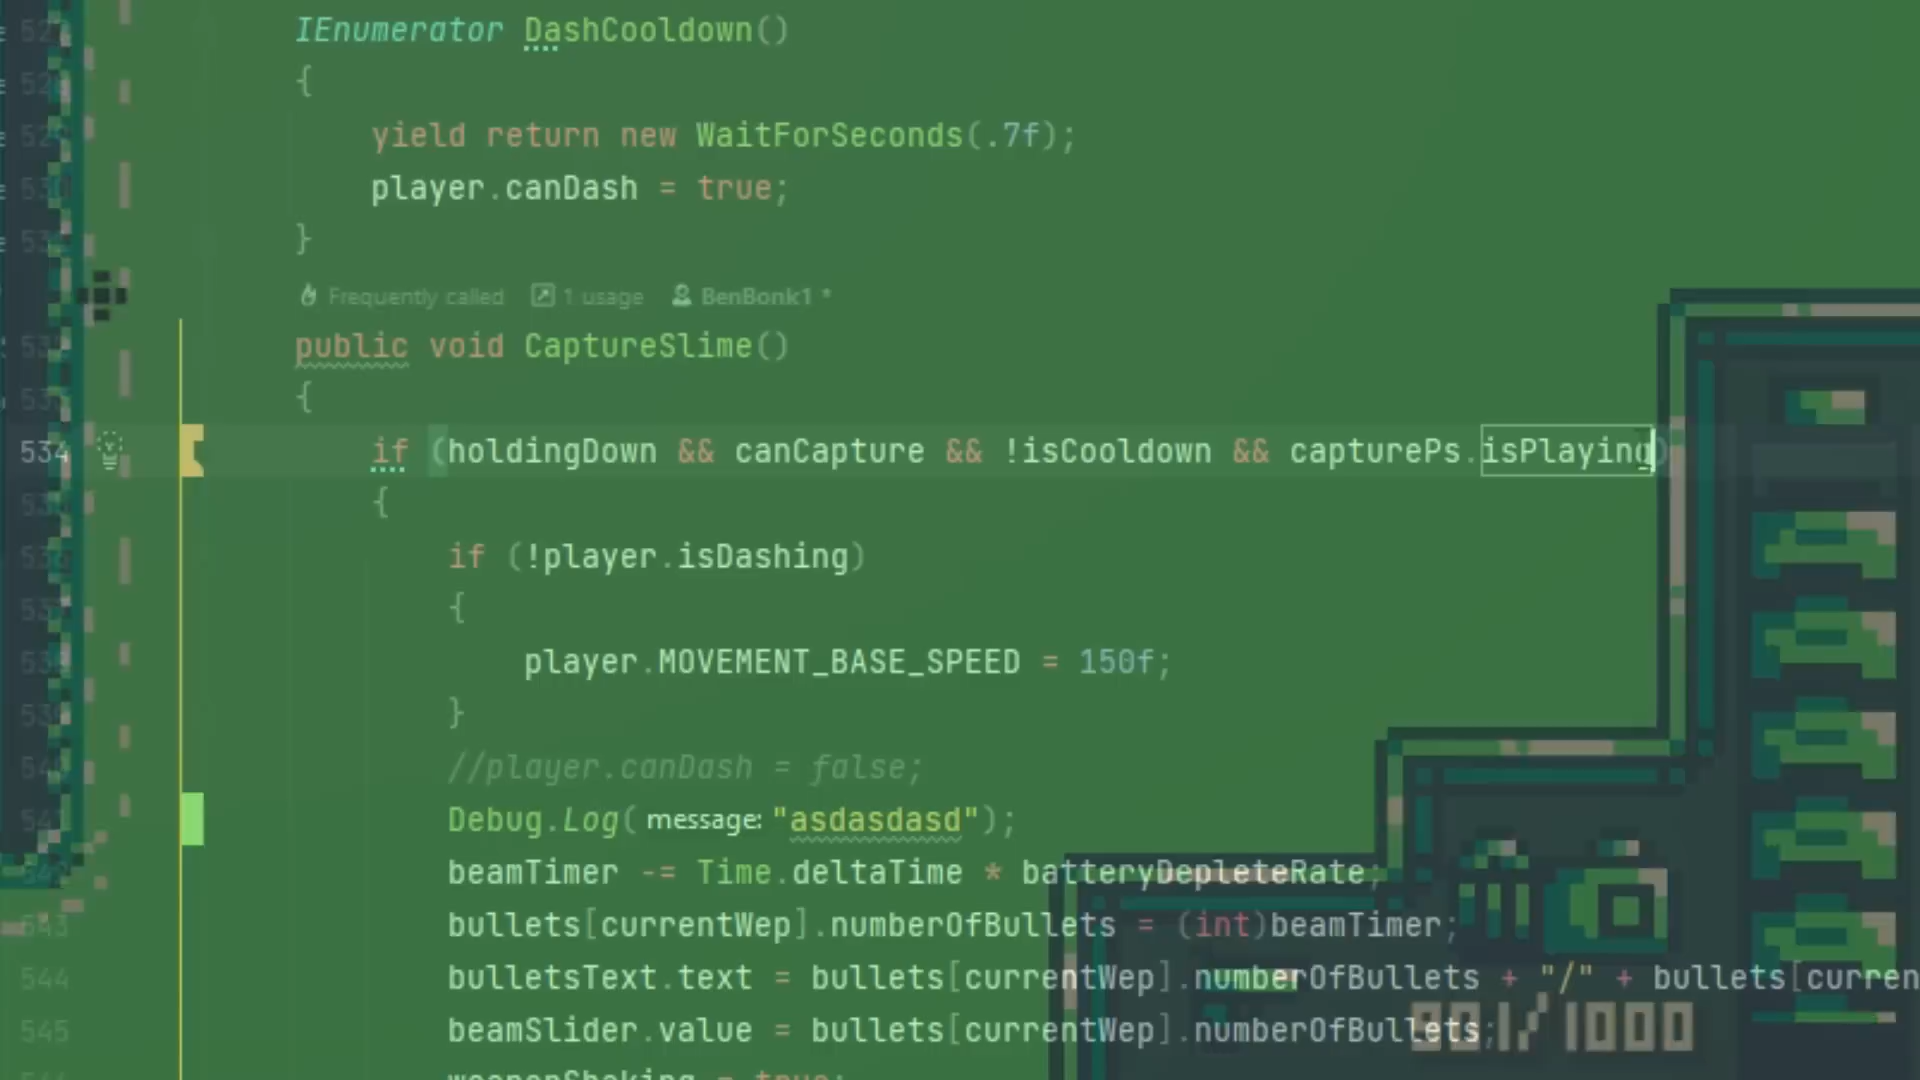 IEnumerator DashCooldown()
{
yield return new WaitForSeconds(.7f);
player.canDash = true;
}
Frequently called 1 usage BenBonk1 *
public void CaptureSlime()
{
534 if (holdingDown && canCapture && !isCooldown && capturePs.isPlaying)
{
if (!player.isDashing)
{
player.MOVEMENT_BASE_SPEED = 150f;
}
//player.canDash = false;
Debug.Log( message: "asdasdasd");
beamTimer -= Time.deltaTime * batteryDepleteRate;
543 bullets[currentWep].numberOfBullets = (int)beamTimer;
544 bulletsText.text = bullets[currentWep].numberOfBullets + "/" + bullets[curren
545 beamSlider.value = bullets[currentWep].numberOfBullets;
901/1000